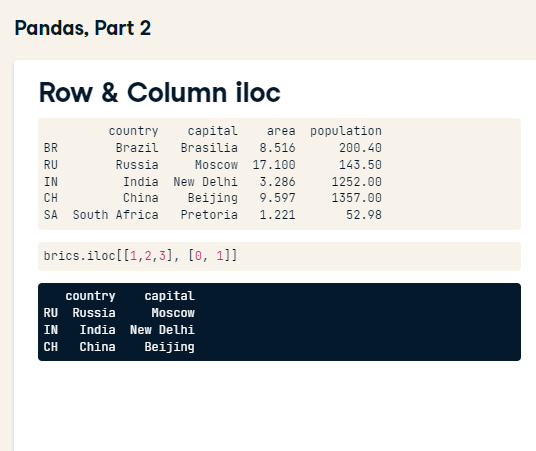 Pandas, Part 2
Row & Column iloc
country capital area population
BR Brazil Brasilia 8.516 200.40
RU Russia Moscow 17.100 143.50
IN India New Delhi 3.286 1252.00
CH China Beijing 9.597 1357.00
SA South Africa Pretoria 1.221 52.98
brics.iloc[[1,2,3], [0, 1]]
country capital
RU Russia Moscow
IN India New Delhi
CH China Beijing